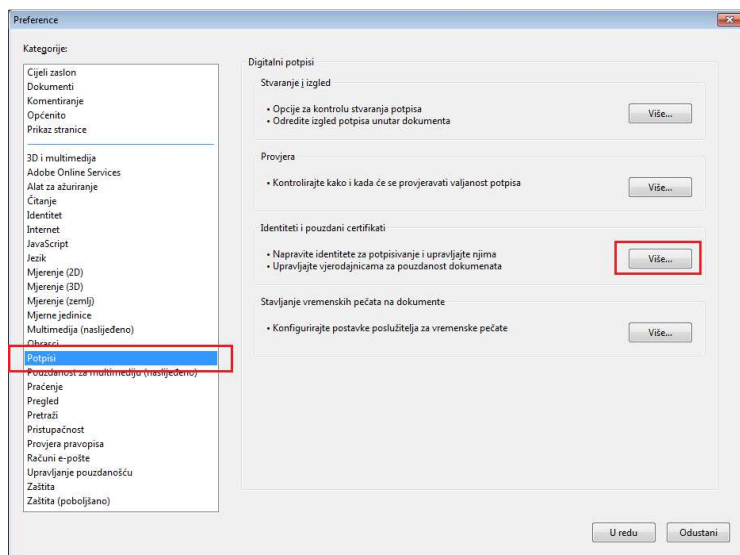 Preference
Kategorije:
Cijeli zaslon
Dokumenti
Komentiranje
Općenito
Prikaz stranice
3D i multimedija
Adobe Online Services
Alat za ažuriranje
Čitanje
Identitet
Internet
JavaScript
Jezik
Mjerenje (2D)
Mjerenje (3D)
Mjerenje (zemlj)
Mjerne jedinice
Multimedija (naslijeđeno)
Obrasci
Potpisi
Pouzdanost za multimediju (naslijeđeno)
Praćenje
Pregled
Pretraži
Pristupačnost
Provjera pravopisa
Računi e-pošte
Upravljanje pouzdanošću
Zaštita
Zaštita (poboljšano)
Digitalni potpisi
Stvaranje i izgled
• Opcije za kontrolu stvaranja potpisa
• Odredite izgled potpisa unutar dokumenta
Više...
Provjera
• Kontrolirajte kako i kada će se provjeravati valjanost potpisa
Više...
Identiteti i pouzdani certifikati
• Napravite identitete za potpisivanje i upravljajte njima
• Upravljajte vjerodajnicama za pouzdanost dokumenata
Više...
Stavljanje vremenskih pečata na dokumente
• Konfigurirajte postavke poslužitelja za vremenske pečate
Više...
U redu
Odustani